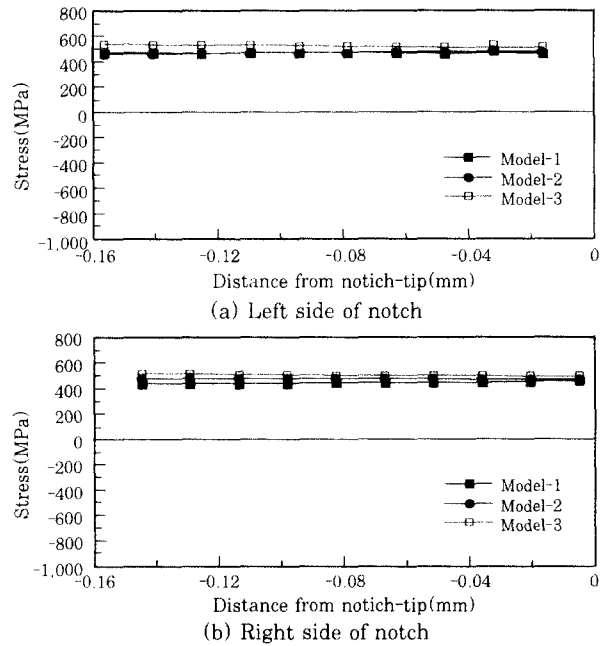 800
600
400
200
0
-200
-400
-600
-800
-1.000
Stress(MPa)
Model-1
Model-2
Model-3
-0.16 -0.12 -0.08 -0.04 0
Distance from notich-tip(mm)
(a) Left side of notch
800
600
400
200
0
-200
-400
-600
-800
-1.000
Stress(MPa)
Model-1
Model-2
Model-3
-0.16 -0.12 -0.08 -0.04 0
Distance from notich-tip(mm)
(b) Right side of notch